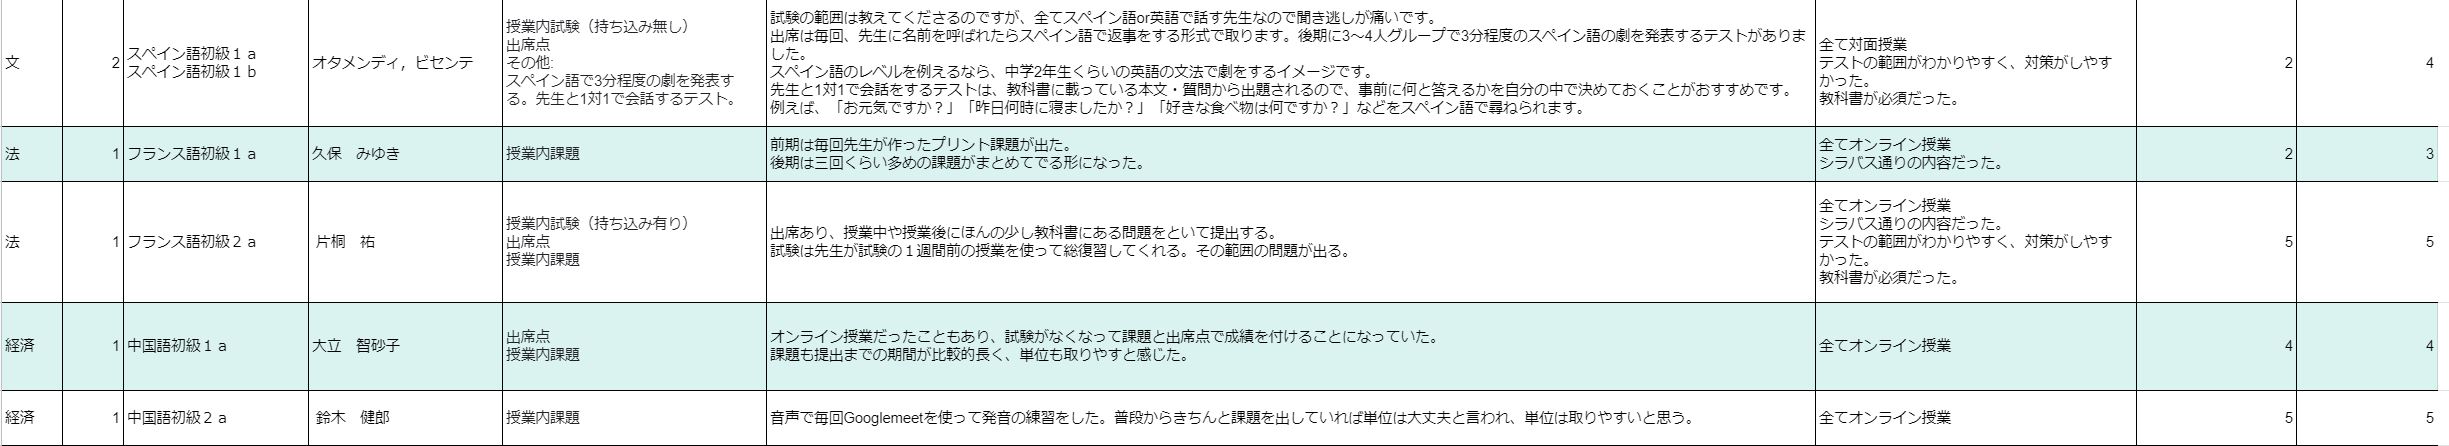 文
2
スペイン語初級１ａ
スペイン語初級１ｂ
オタメンディ，ビセンテ
授業内試験（持ち込み無し）
出席点
その他:
スペイン語で3分程度の劇を発表す
る。先生と1対1で会話するテスト。
試験の範囲は教えてくださるのですが、全てスペイン語or英語で話す先生なので聞き逃しが痛いです。
出席は毎回、先生に名前を呼ばれたらスペイン語で返事をする形式で取ります。後期に3〜4人グループで3分程度のスペイン語の劇を発表するテストがありま
した。
スペイン語のレベルを例えるなら、中学2年生くらいの英語の文法で劇をするイメージです。
先生と1対1で会話をするテストは、教科書に載っている本文・質問から出題されるので、事前に何と答えるかを自分の中で決めておくことがおすすめです。
例えば、「お元気ですか？」「昨日何時に寝ましたか？」「好きな食べ物は何ですか？」などをスペイン語で尋ねられます。
全て対面授業
テストの範囲がわかりやすく、対策がしやす
かった。
教科書が必須だった。
2
4
法
1
フランス語初級１ａ
久保　みゆき
授業内課題
前期は毎回先生が作ったプリント課題が出た。
後期は三回くらい多めの課題がまとめてでる形になった。
全てオンライン授業
シラバス通りの内容だった。
2
3
法
1
フランス語初級２ａ
片桐　祐
授業内試験（持ち込み有り）
出席点
授業内課題
出席あり、授業中や授業後にほんの少し教科書にある問題をといて提出する。
試験は先生が試験の１週間前の授業を使って総復習してくれる。その範囲の問題が出る。
全てオンライン授業
シラバス通りの内容だった。
テストの範囲がわかりやすく、対策がしやす
かった。
教科書が必須だった。
5
5
経済
1
中国語初級１ａ
大立　智砂子
出席点
授業内課題
オンライン授業だったこともあり、試験がなくなって課題と出席点で成績を付けることになっていた。
課題も提出までの期間が比較的長く、単位も取りやすと感じた。
全てオンライン授業
4
4
経済
1
中国語初級２ａ
鈴木　健郎
授業内課題
音声で毎回Googlemeetを使って発音の練習をした。普段からきちんと課題を出していれば単位は大丈夫と言われ、単位は取りやすいと思う。
全てオンライン授業
5
5